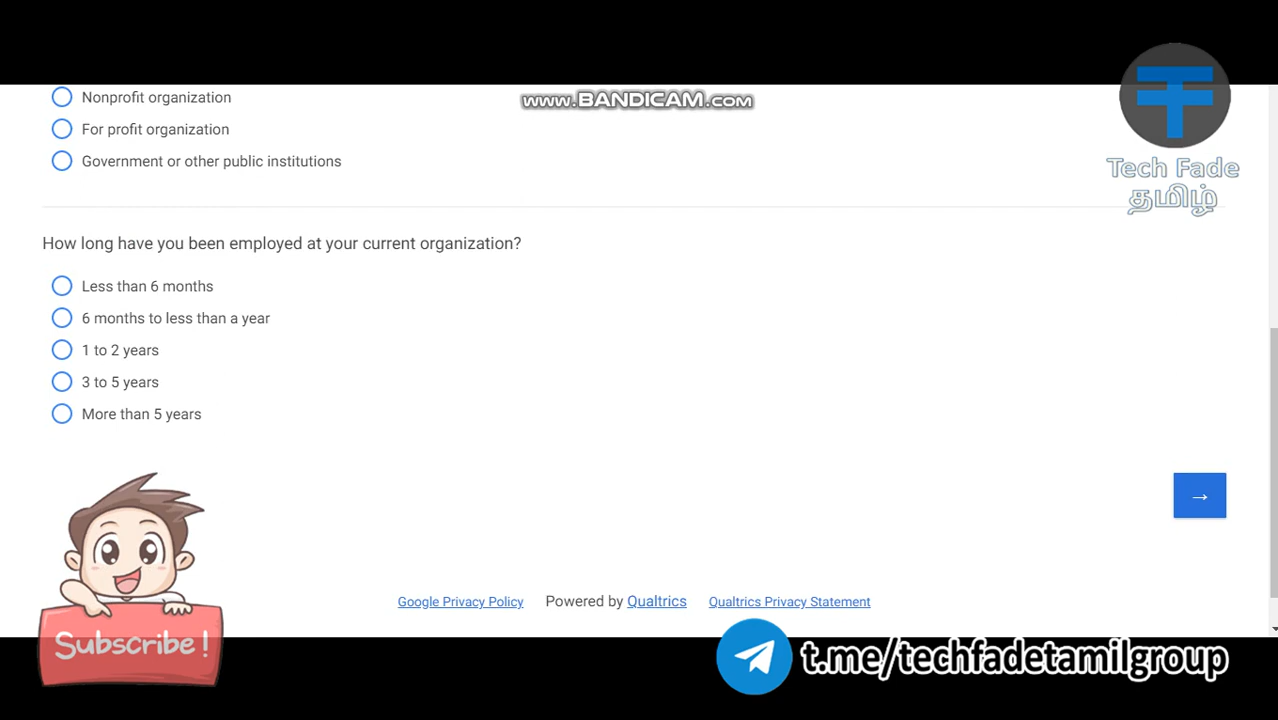 Nonprofit organization
www.BANDICAM.com
For profit organization
Government or other public institutions
Tech Fade
தமிழ்
How long have you been employed at your current organization?
Less than 6 months
6 months to less than a year
1 to 2 years
3 to 5 years
More than 5 years
→
Google Privacy Policy Powered by Qualtrics Qualtrics Privacy Statement
Subscribe!
t.me/techfadetamilgroup